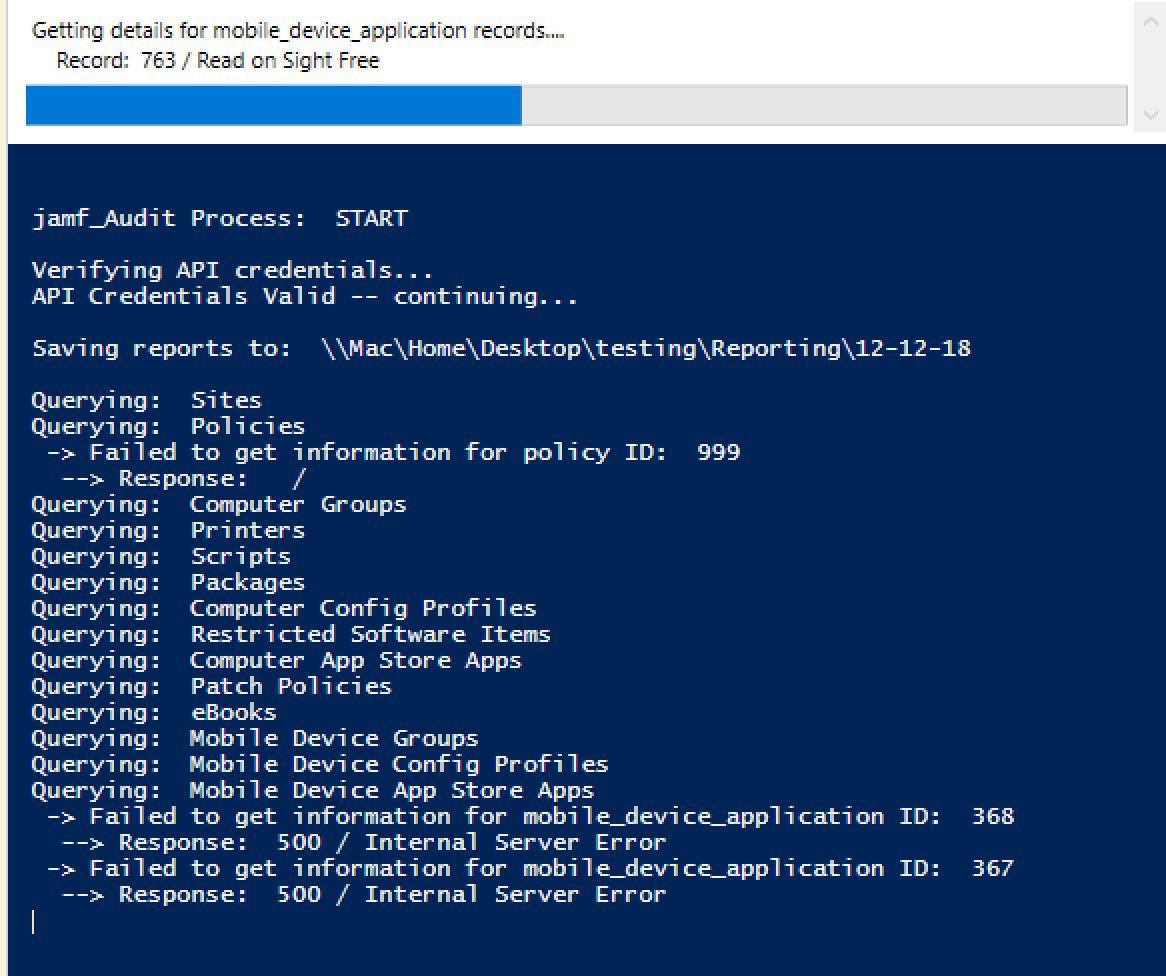 Getting details for mobile_device_application records....
Record: 763 / Read on Sight Free
jamf_Audit Process:  START
Verifying API credentials...
API Credentials Valid -- continuing...
Saving reports to:  \\Mac\Home\Desktop\testing\Reporting\12-12-18
Querying:  Sites
Querying:  Policies
-> Failed to get information for policy ID:  999
--> Response:   /
Querying:  Computer Groups
Querying:  Printers
Querying:  Scripts
Querying:  Packages
Querying:  Computer Config Profiles
Querying:  Restricted Software Items
Querying:  Computer App Store Apps
Querying:  Patch Policies
Querying:  eBooks
Querying:  Mobile Device Groups
Querying:  Mobile Device Config Profiles
Querying:  Mobile Device App Store Apps
-> Failed to get information for mobile_device_application ID:  368
--> Response:  500 / Internal Server Error
-> Failed to get information for mobile_device_application ID:  367
--> Response:  500 / Internal Server Error